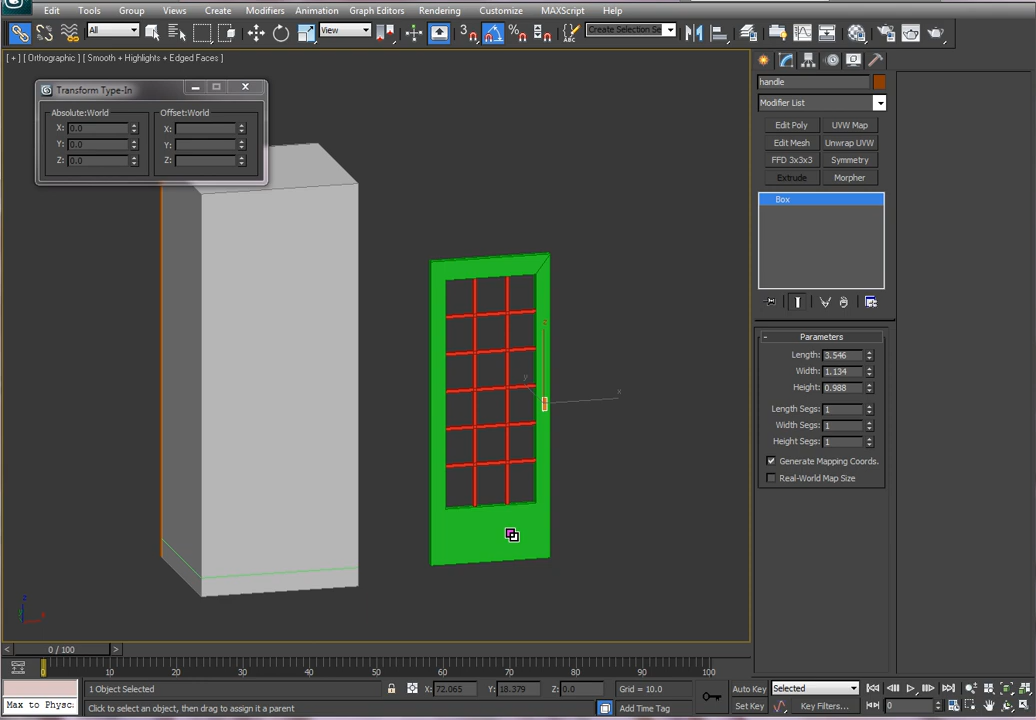 Edit Tools Group Views Create Modifiers Animation Graph Editors Rendering Customize MAXScript Help
All View Create Selection Se
[ + ] [ Orthographic ] [ Smooth + Highlights + Edged Faces ]
Transform Type-In
Absolute:World Offset:World
X: 0.0 X:
Y: 0.0 Y:
Z: 0.0 Z:
handle
Modifier List
Edit Poly UVW Map
Edit Mesh Unwrap UVW
FFD 3x3x3 Symmetry
Extrude Morpher
Box
- Parameters
Length: 3.546
Width: 1.134
Height: 0.988
Length Segs: 1
Width Segs: 1
Height Segs: 1
Generate Mapping Coords.
Real-World Map Size
z
x
y
x
< 0 / 100 >
0 10 20 30 40 50 60 70 80 90 100
1 Object Selected X: 72.065 Y: 18.379 Z: 0.0 Grid = 10.0 Auto Key Selected
Max to Physc Click to select an object, then drag to assign it a parent Add Time Tag Set Key Key Filters... 0